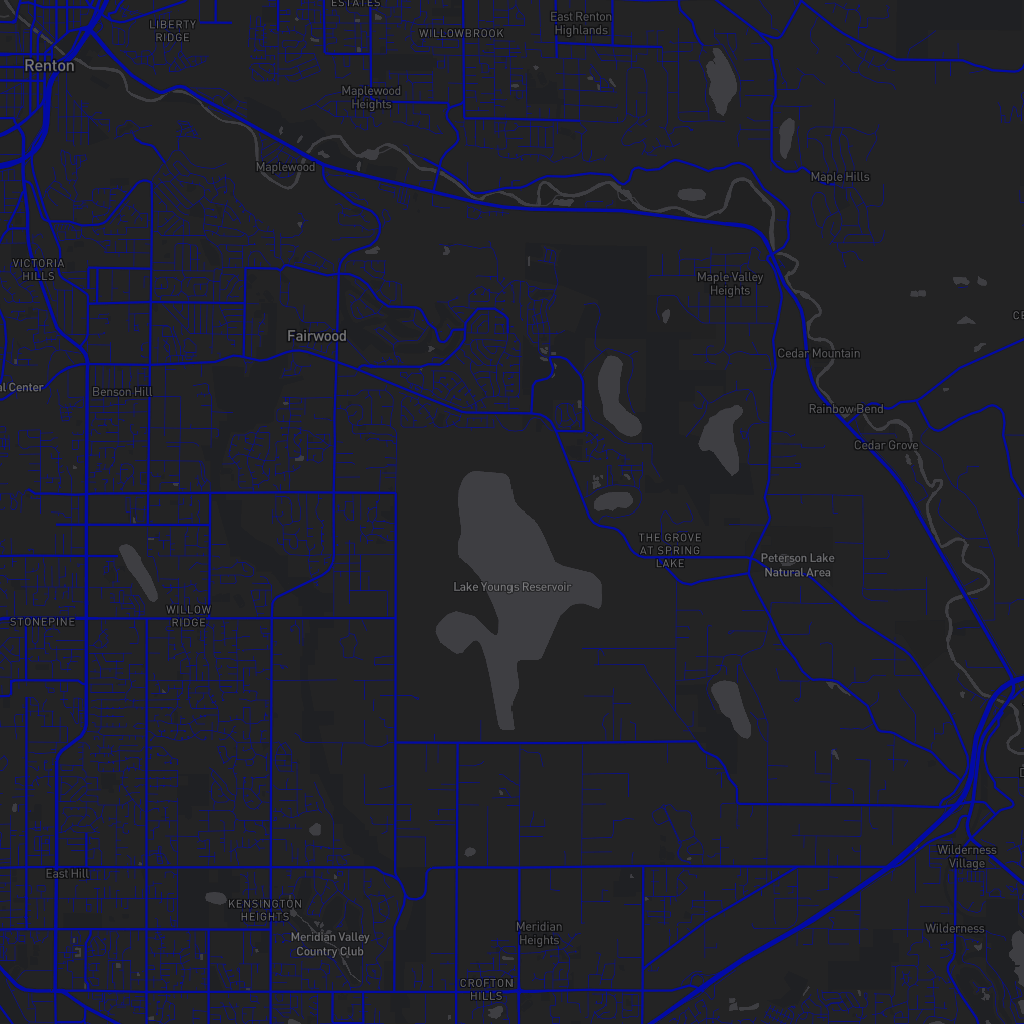 ESTATES
LIBERTY
RIDGE
WILLOWBROOK
East Renton
Highlands
Renton
Maplewood
Heights
Maplewood
Maple Hills
VICTORIA
HILLS
Maple Valley
Heights
Fairwood
Cedar Mountain
al Center
Benson Hill
Rainbow Bend
Cedar Grove
THE GROVE
AT SPRING
LAKE
Peterson Lake
Natural Area
Lake Youngs Reservoir
WILLOW
RIDGE
STONEPINE
Wilderness
Village
East Hill
KENSINGTON
HEIGHTS
Meridian Valley
Country Club
Meridian
Heights
Wilderness
CROFTON
HILLS